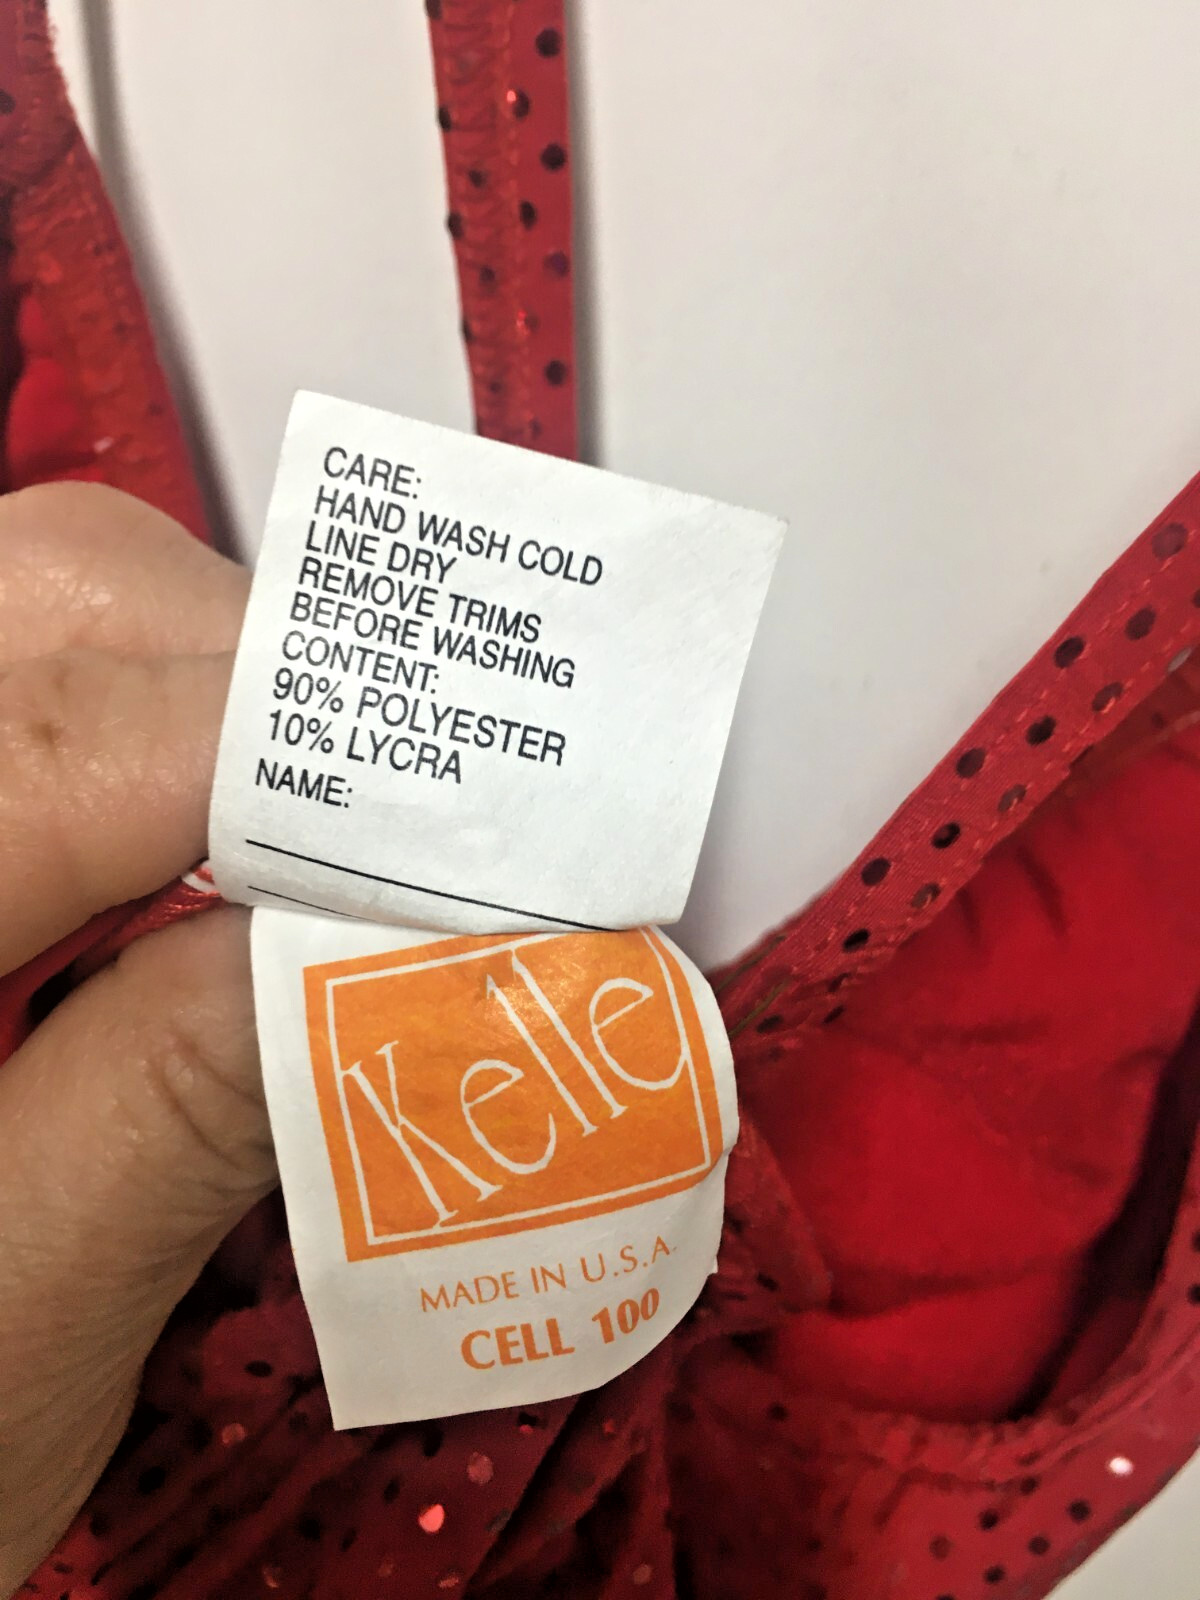 CARE:
HAND WASH COLD
LINE DRY
REMOVE TRIMS
BEFORE WASHING
CONTENT:
90% POLYESTER
10% LYCRA
NAME:
Kelle
MADE IN U.S.A.
CELL 100